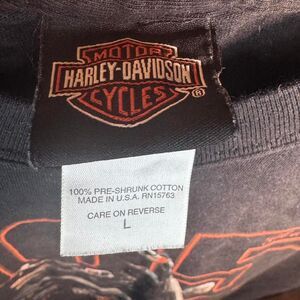 MOTOR
HARLEY-DAVIDSON
CYCLES
®
100% PRE-SHRUNK COTTON
MADE IN U.S.A. RN15763
CARE ON REVERSE
L